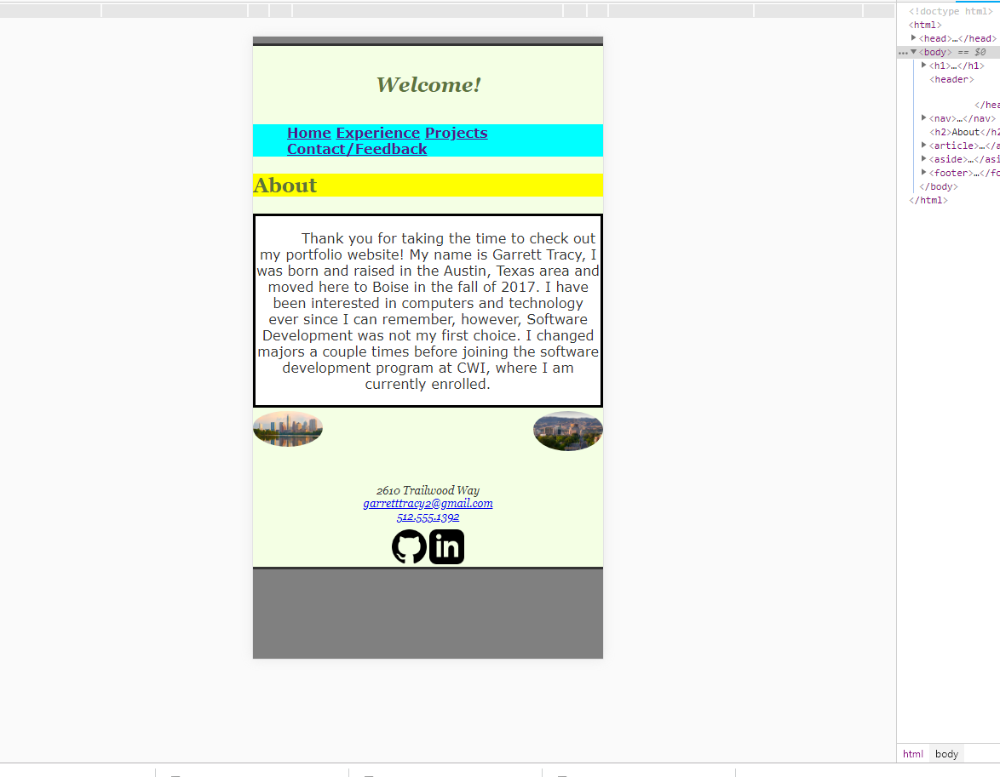 Welcome!
Home Experience Projects
Contact/Feedback
About
Thank you for taking the time to check out
my portfolio website! My name is Garrett Tracy, I
was born and raised in the Austin, Texas area and
moved here to Boise in the fall of 2017. I have
been interested in computers and technology
ever since I can remember, however, Software
Development was not my first choice. I changed
majors a couple times before joining the software
development program at CWI, where I am
currently enrolled.
2610 Trailwood Way
garretttracy2@gmail.com
512.555.1392
in
<!doctype html>
<html>
<head>…</head>
<body> == $0
<h1>…</h1>
<header>
</hea
<nav>…</nav>
<h2>About</h2
<article>…</a
<aside>…</asi
<footer>…</fo
</body>
</html>
html body